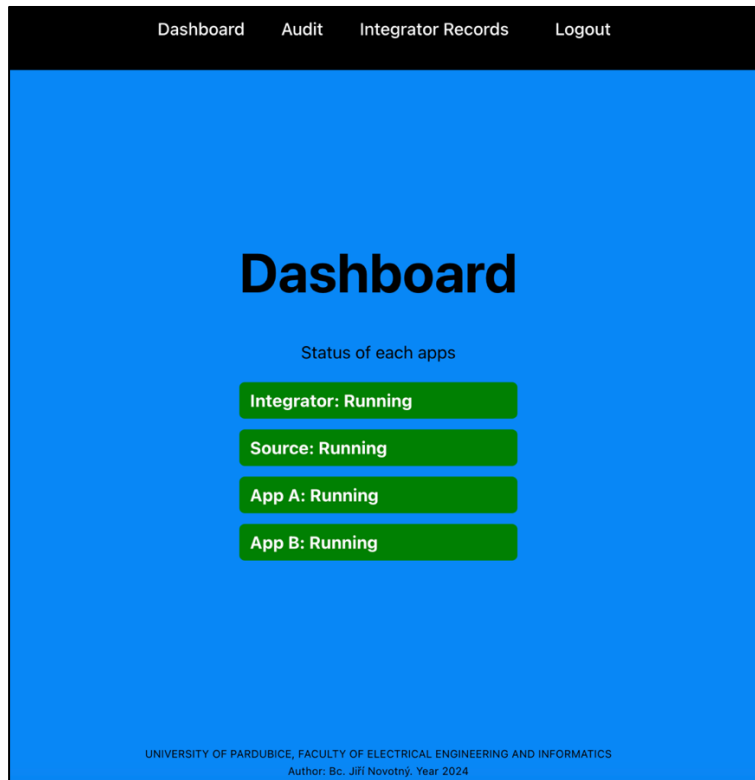 Dashboard Audit Integrator Records Logout
Dashboard
Status of each apps
Integrator: Running
Source: Running
App A: Running
App B: Running
UNIVERSITY OF PARDUBICE, FACULTY OF ELECTRICAL ENGINEERING AND INFORMATICS
Author: Bc. Jiří Novotný. Year 2024